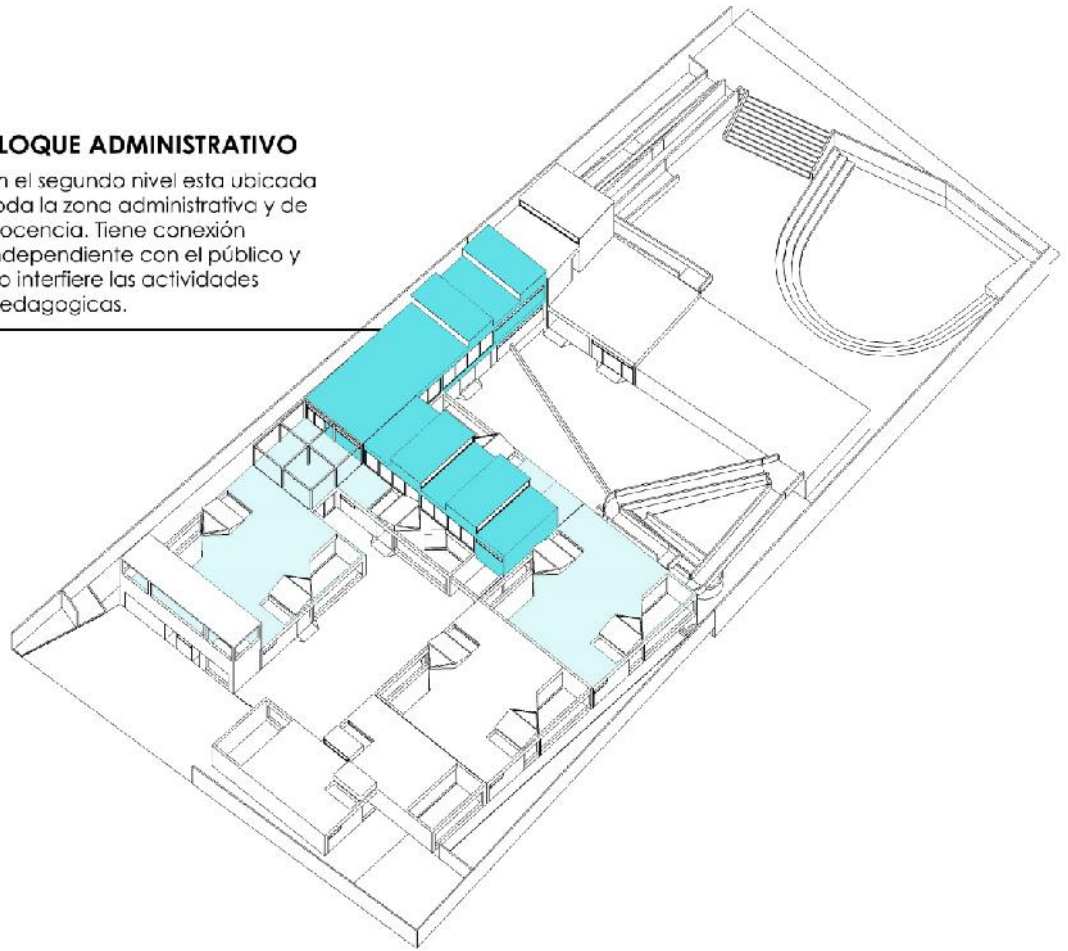 LOQUE ADMINISTRATIVO
n el segundo nivel esta ubicada
oda la zona administrativa y de
ocencia. Tiene conexión
ndependiente con el público y
o interfiere las actividades
edagogicas.